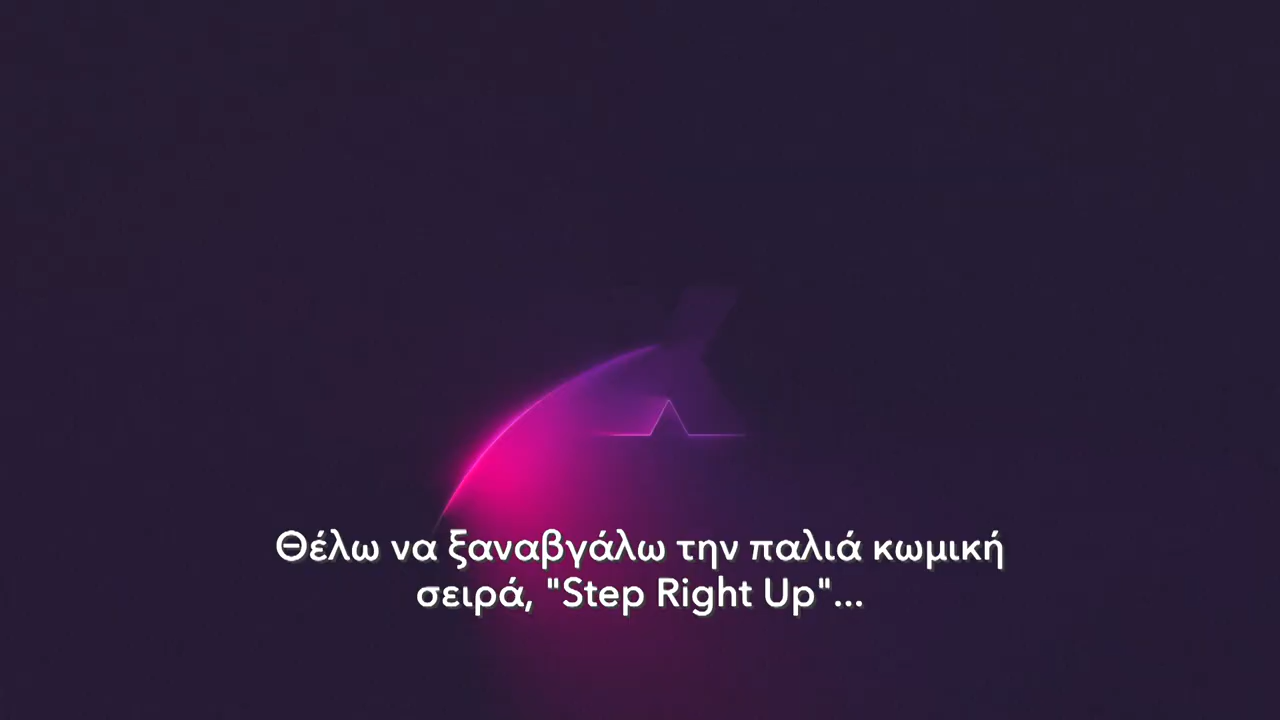 Θέλω να ξαναβγάλω την παλιά κωμική
σειρά, "Step Right Up"...